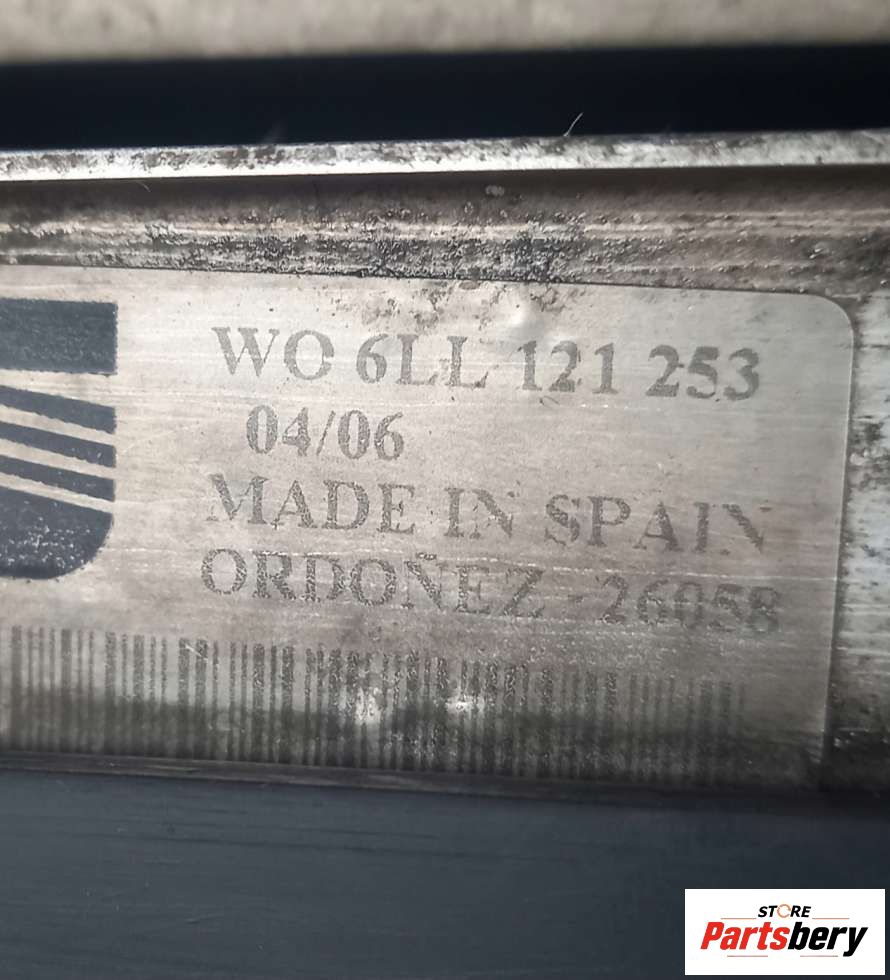 WO 6LL 121 253
04/06
MADE IN SPAIN
ORDOÑEZ -26058
STORE
Partsbery